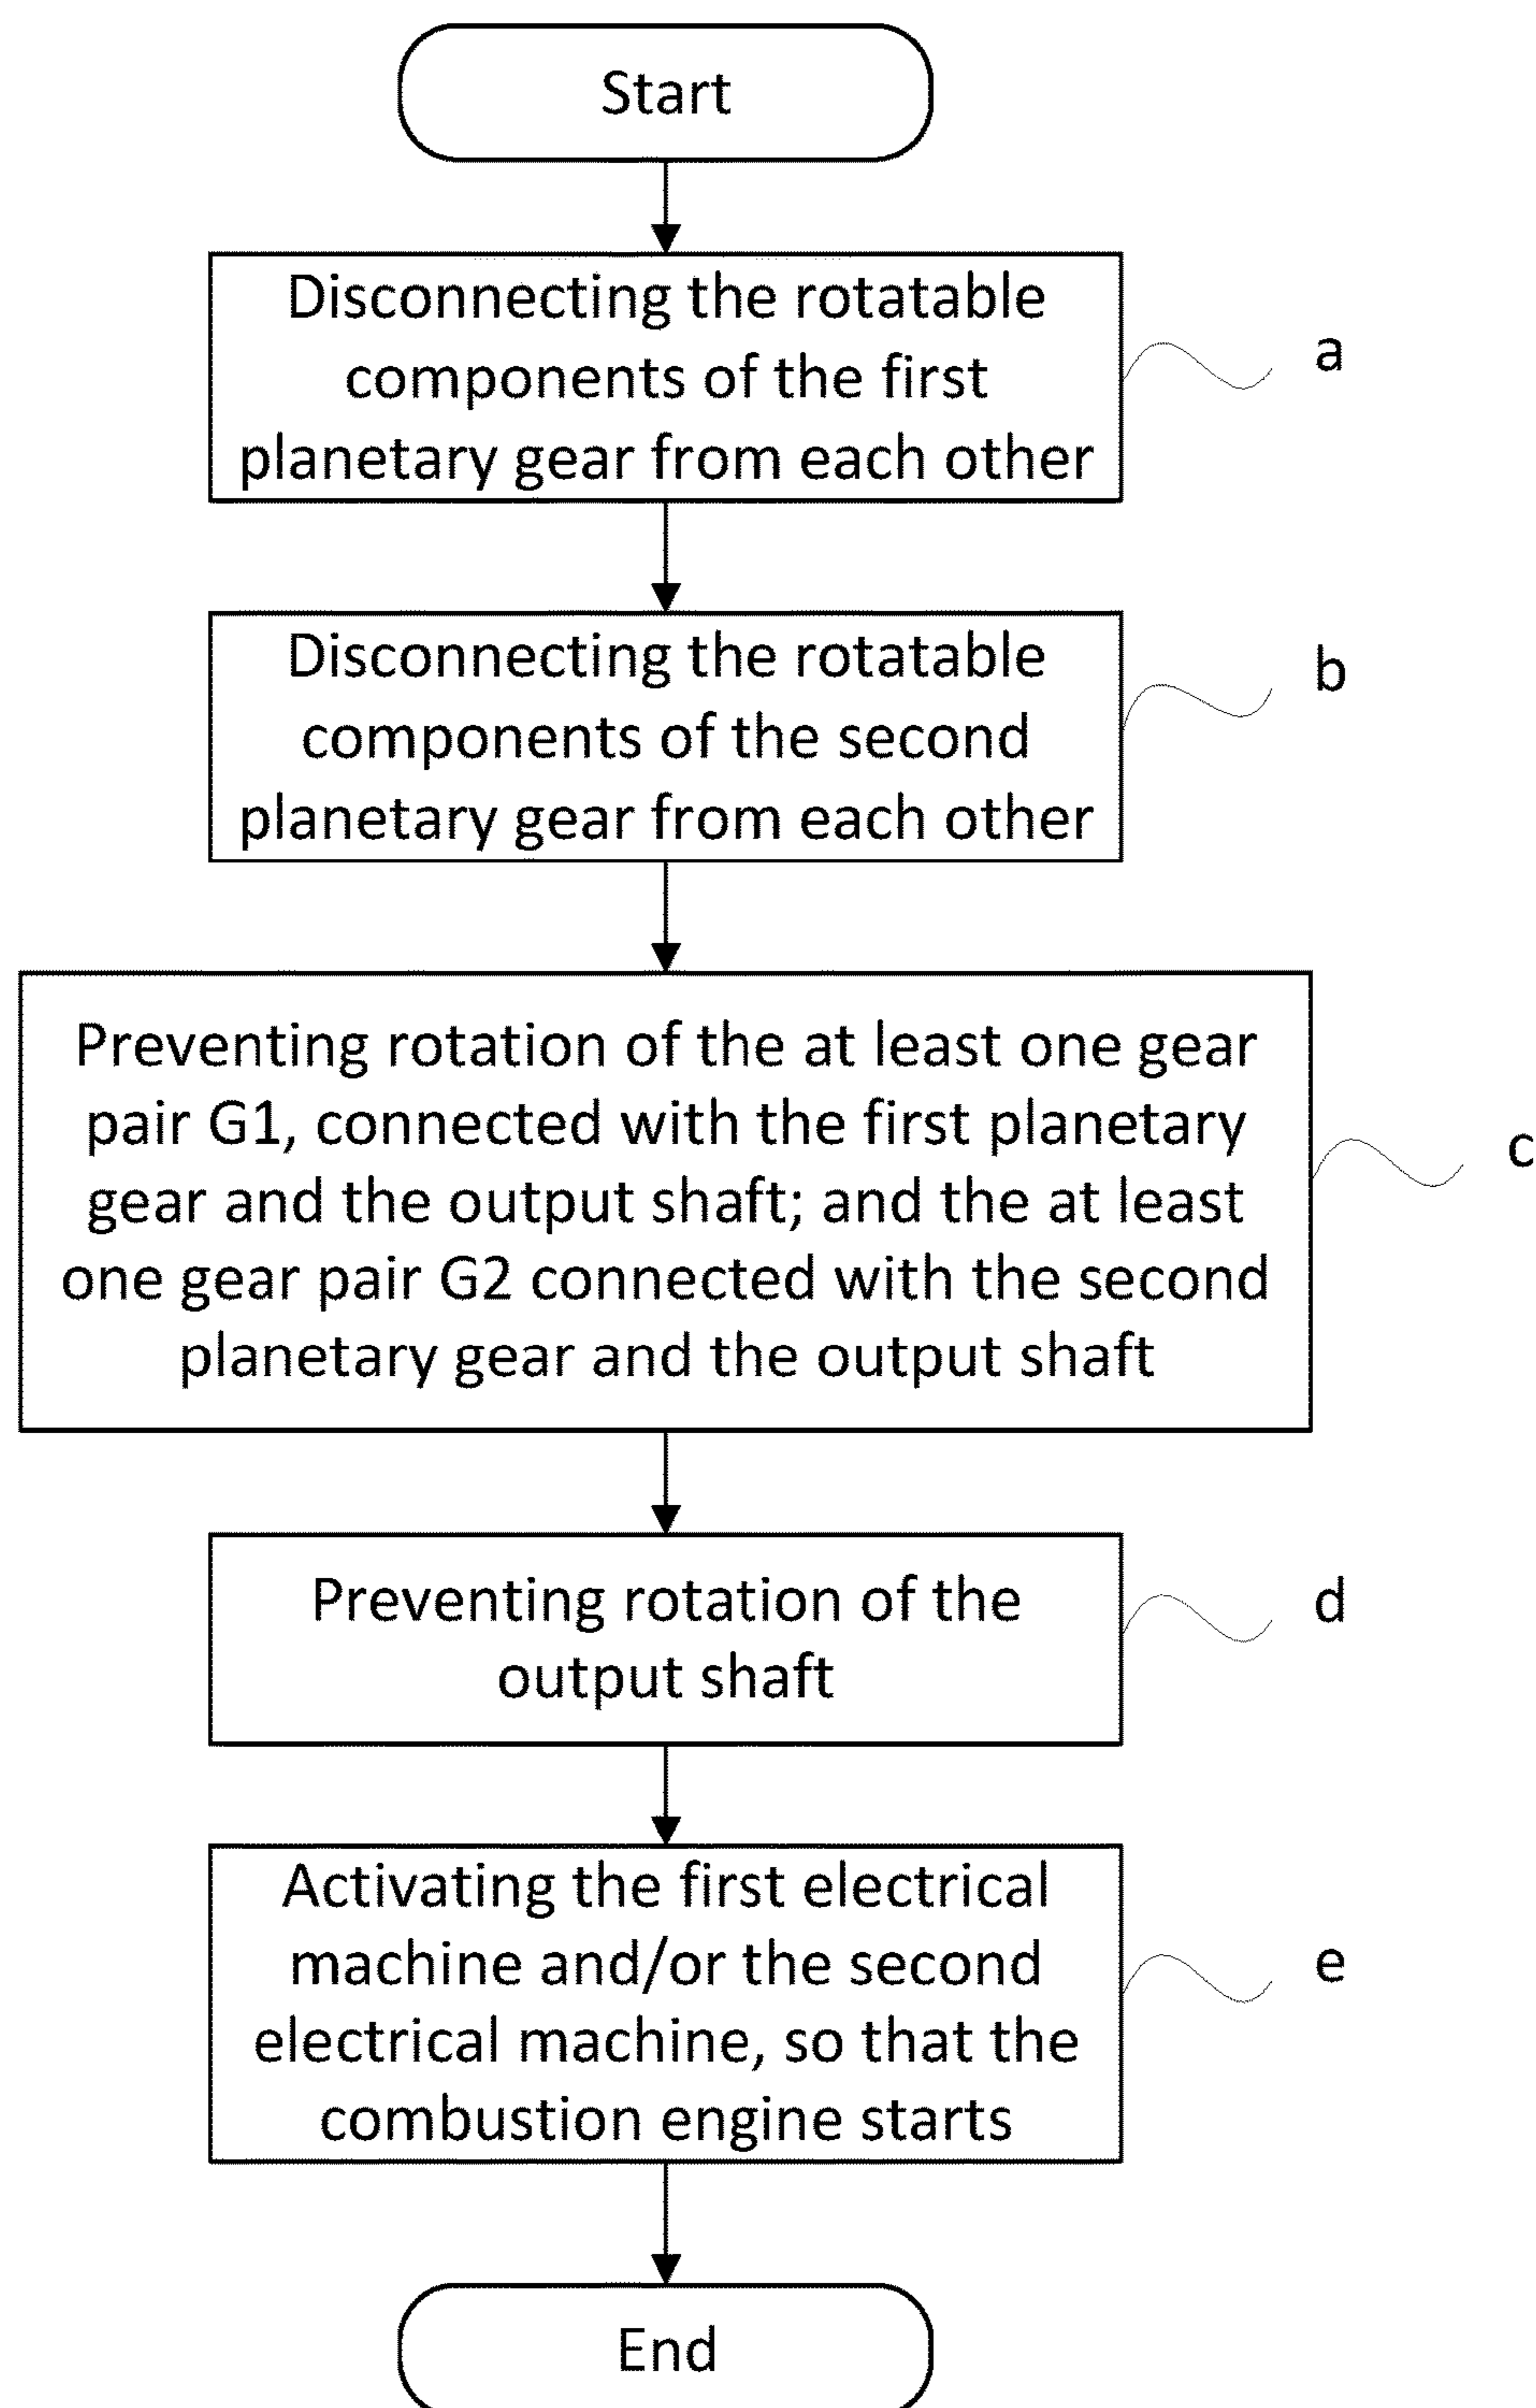 Start
Disconnecting the rotatable
components of the first
planetary gear from each other
a
Disconnecting the rotatable
components of the second
planetary gear from each other
b
Preventing rotation of the at least one gear
pair G1, connected with the first planetary
gear and the output shaft; and the at least
one gear pair G2 connected with the second
planetary gear and the output shaft
c
Preventing rotation of the
output shaft
d
Activating the first electrical
machine and/or the second
electrical machine, so that the
combustion engine starts
e
End